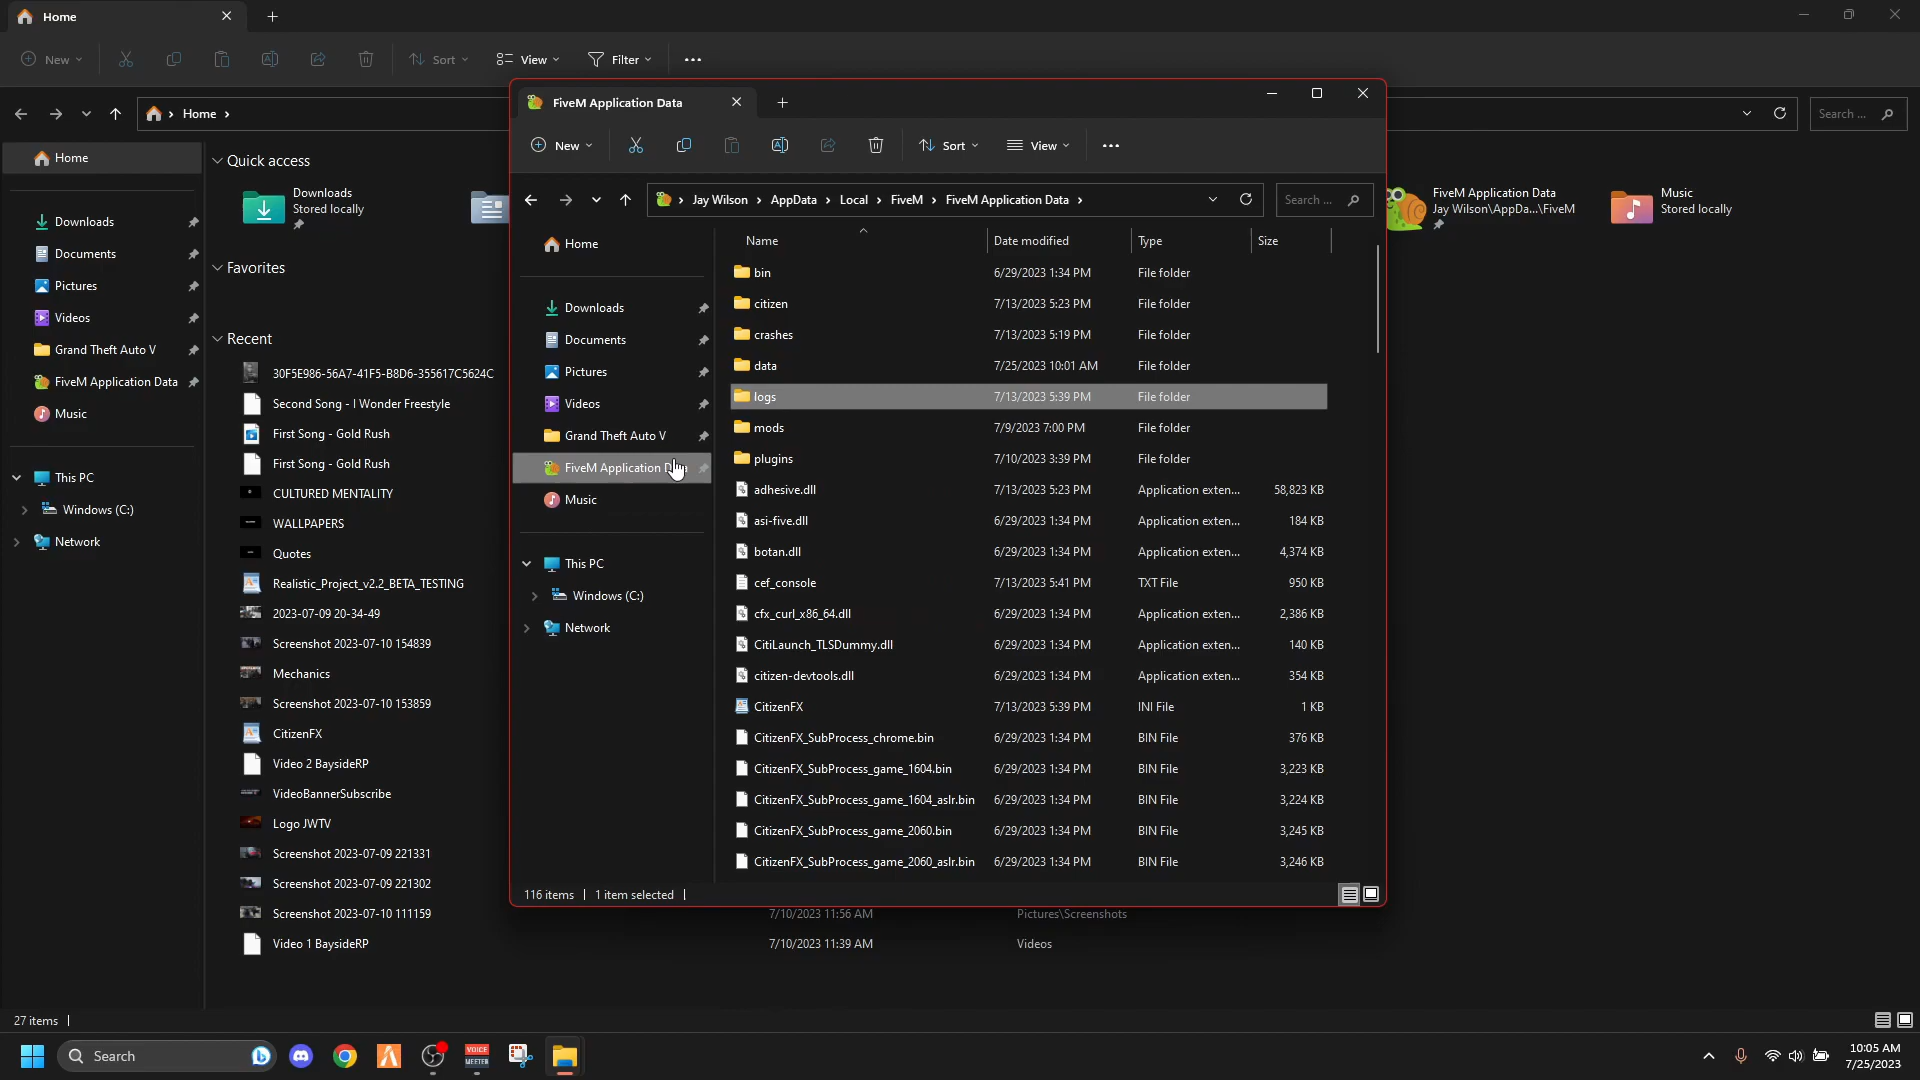 Home
New
Sort
View
Filter
Home
Search ...
Home
Downloads
Documents
Pictures
Videos
Grand Theft Auto V
FiveM Application Data
Music
This PC
Windows (C:)
Network
Quick access
Downloads
Stored locally
FiveM Application Data
Jay Wilson\AppDa...\FiveM
Music
Stored locally
Favorites
Recent
30F5E986-56A7-41F5-B8D6-355617C5624C
Second Song - I Wonder Freestyle
First Song - Gold Rush
First Song - Gold Rush
CULTURED MENTALITY
WALLPAPERS
Quotes
Realistic_Project_v2.2_BETA_TESTING
2023-07-09 20-34-49
Screenshot 2023-07-10 154839
Mechanics
Screenshot 2023-07-10 153859
CitizenFX
Video 2 BaysideRP
VideoBannerSubscribe
Logo JWTV
Screenshot 2023-07-09 221331
Screenshot 2023-07-09 221302
Screenshot 2023-07-10 111159 7/10/2023 11:56 AM Pictures\Screenshots
Video 1 BaysideRP 7/10/2023 11:39 AM Videos
27 items
FiveM Application Data
New
Sort
View
Jay Wilson AppData Local FiveM FiveM Application Data
Search ...
Home
Downloads
Documents
Pictures
Videos
Grand Theft Auto V
FiveM Application
Music
This PC
Windows (C:)
Network
Name Date modified Type Size
bin 6/29/2023 1:34 PM File folder
citizen 7/13/2023 5:23 PM File folder
crashes 7/13/2023 5:19 PM File folder
data 7/25/2023 10:01 AM File folder
logs 7/13/2023 5:39 PM File folder
mods 7/9/2023 7:00 PM File folder
plugins 7/10/2023 3:39 PM File folder
adhesive.dll 7/13/2023 5:23 PM Application exten... 58,823 KB
asi-five.dll 6/29/2023 1:34 PM Application exten... 184 KB
botan.dll 6/29/2023 1:34 PM Application exten... 4,374 KB
cef_console 7/13/2023 5:41 PM TXT File 950 KB
cfx_curl_x86_64.dll 6/29/2023 1:34 PM Application exten... 2,386 KB
CitiLaunch_TLSDummy.dll 6/29/2023 1:34 PM Application exten... 140 KB
citizen-devtools.dll 6/29/2023 1:34 PM Application exten... 354 KB
CitizenFX 7/13/2023 5:39 PM INI File 1 KB
CitizenFX_SubProcess_chrome.bin 6/29/2023 1:34 PM BIN File 376 KB
CitizenFX_SubProcess_game_1604.bin 6/29/2023 1:34 PM BIN File 3,223 KB
CitizenFX_SubProcess_game_1604_aslr.bin 6/29/2023 1:34 PM BIN File 3,224 KB
CitizenFX_SubProcess_game_2060.bin 6/29/2023 1:34 PM BIN File 3,245 KB
CitizenFX_SubProcess_game_2060_aslr.bin 6/29/2023 1:34 PM BIN File 3,246 KB
116 items 1 item selected
Search
VOICE
MEETER
10:05 AM
7/25/2023